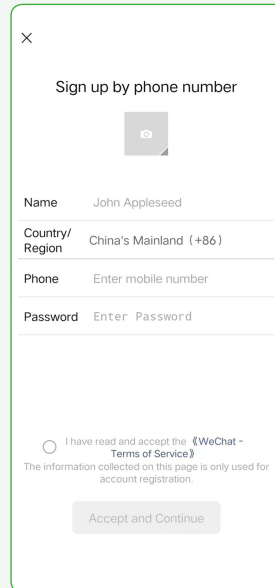 Sign up by phone number
Name John Appleseed
Country/
Region China's Mainland (+86)
Phone Enter mobile number
Password Enter Password
I have read and accept the 《WeChat -
Terms of Service》
The information collected on this page is only used for
account registration.
Accept and Continue